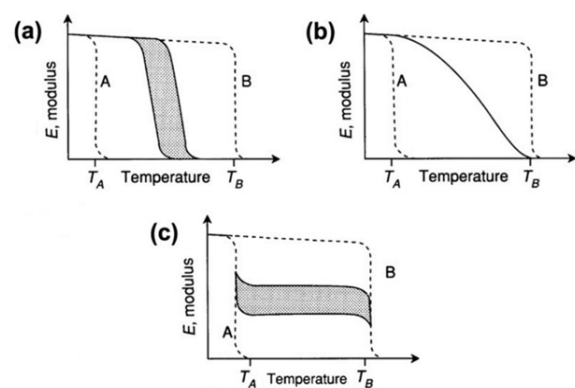 (a)
E, modulus
A
B
T_A Temperature T_B
(b)
E, modulus
A
B
T_A Temperature T_B
(c)
E, modulus
A
B
T_A Temperature T_B